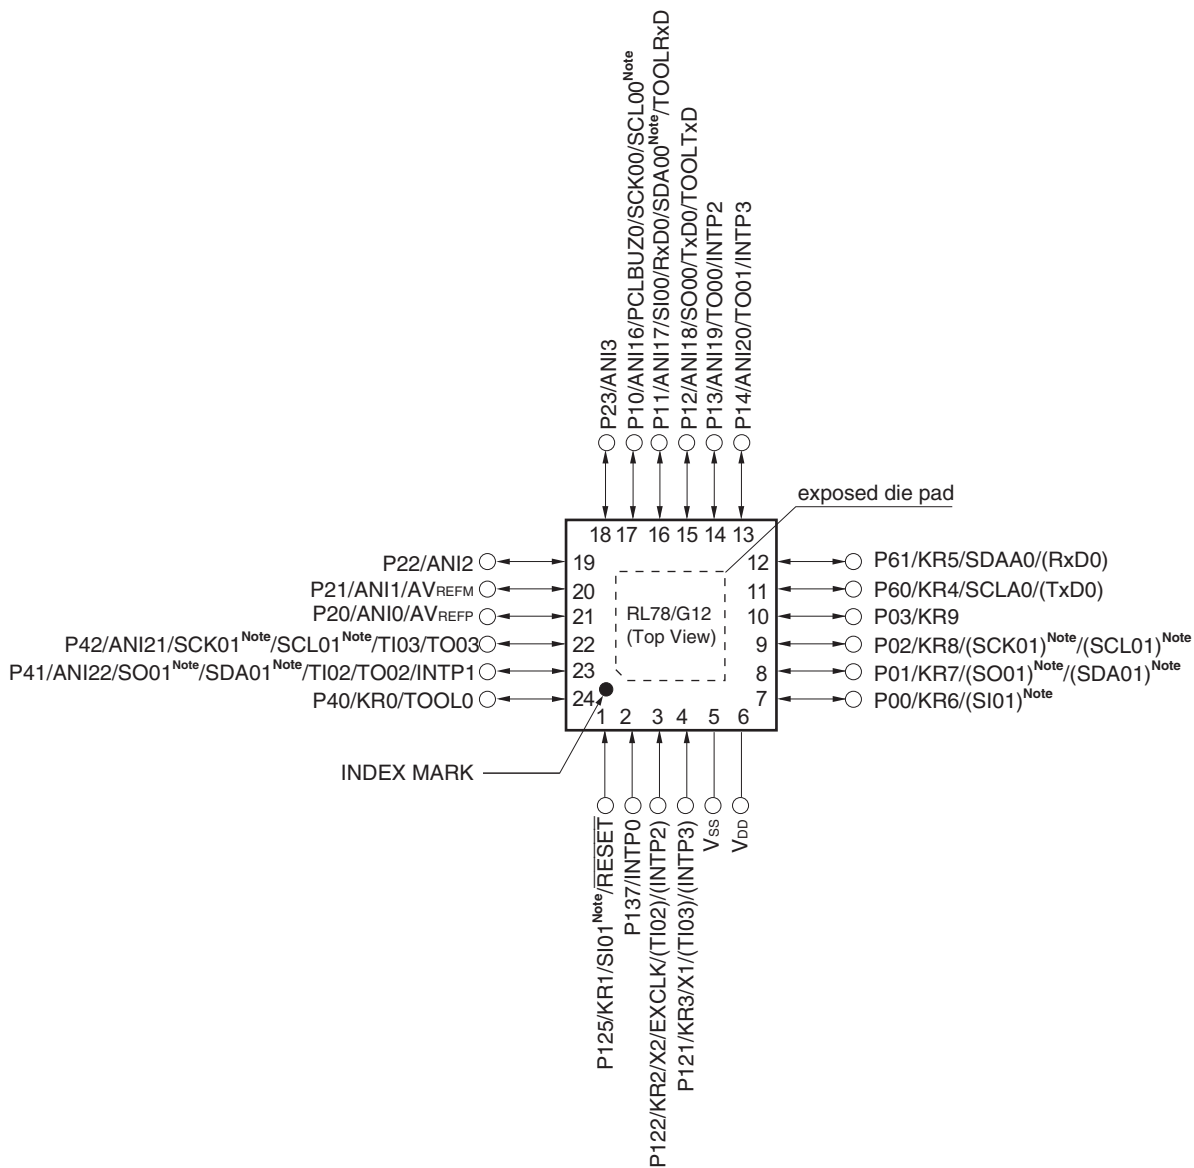 P23/ANI3
P10/ANI16/PCLBUZ0/SCK00/SCL00Note
P11/ANI17/SI00/RxD0/SDA00Note/TOOLRxD
P12/ANI18/SO00/TxD0/TOOLTxD
P13/ANI19/TO00/INTP2
P14/ANI20/TO01/INTP3
exposed die pad
18 17 16 15 14 13
P22/ANI2 19
P21/ANI1/AVREFM 20
P20/ANI0/AVREFP 21
P42/ANI21/SCK01Note/SCL01Note/TI03/TO03 22
P41/ANI22/SO01Note/SDA01Note/TI02/TO02/INTP1 23
P40/KR0/TOOL0 24
RL78/G12
(Top View)
12 P61/KR5/SDAA0/(RxD0)
11 P60/KR4/SCLA0/(TxD0)
10 P03/KR9
9 P02/KR8/(SCK01)Note/(SCL01)Note
8 P01/KR7/(SO01)Note/(SDA01)Note
7 P00/KR6/(SI01)Note
1 2 3 4 5 6
INDEX MARK
P125/KR1/SI01Note/RESET
P137/INTP0
P122/KR2/X2/EXCLK/(TI02)/(INTP2)
P121/KR3/X1/(TI03)/(INTP3)
VSS
VDD